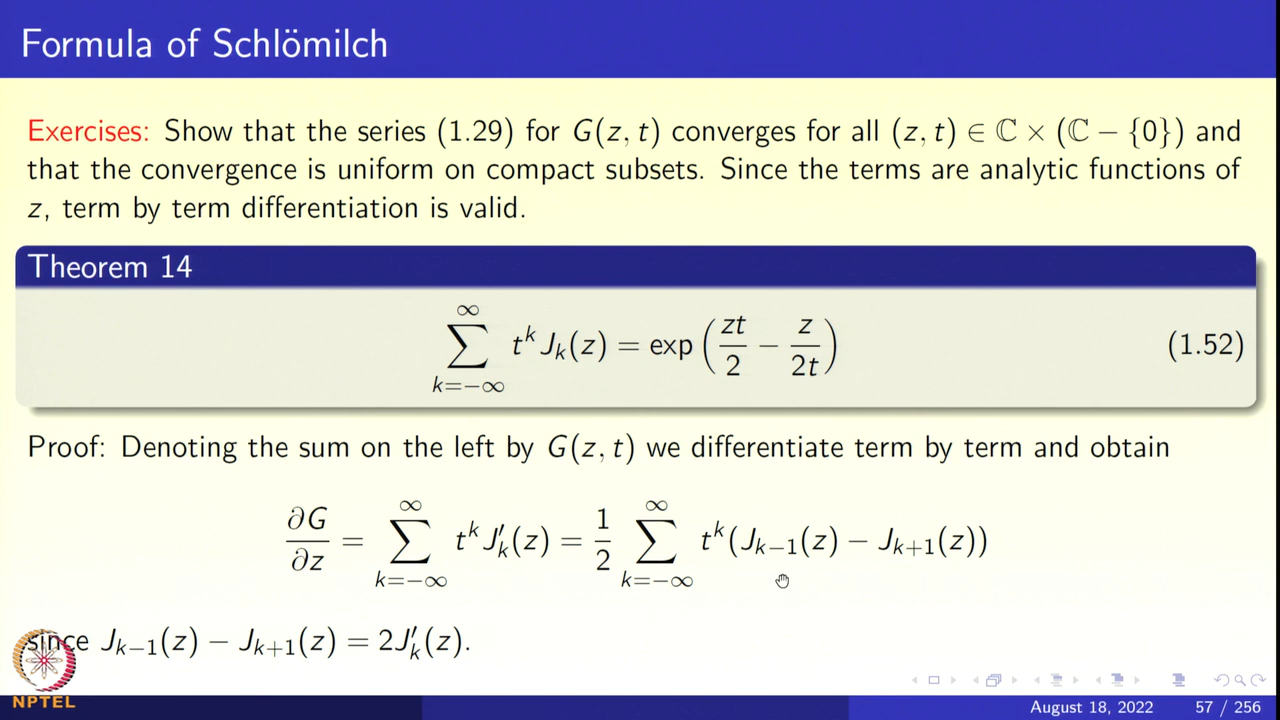 Formula of Schlömilch
Exercises: Show that the series (1.29) for G(z, t) converges for all (z, t) ∈ ℂ × (ℂ − {0}) and
that the convergence is uniform on compact subsets. Since the terms are analytic functions of
z, term by term differentiation is valid.
Theorem 14
∑_{k=−∞}^{∞} t^k J_k(z) = exp(zt/2 − z/2t) (1.52)
Proof: Denoting the sum on the left by G(z, t) we differentiate term by term and obtain
∂G/∂z = ∑_{k=−∞}^{∞} t^k J′_k(z) = 1/2 ∑_{k=−∞}^{∞} t^k (J_{k−1}(z) − J_{k+1}(z))
since J_{k−1}(z) − J_{k+1}(z) = 2J′_k(z).
NPTEL
August 18, 2022 57 / 256